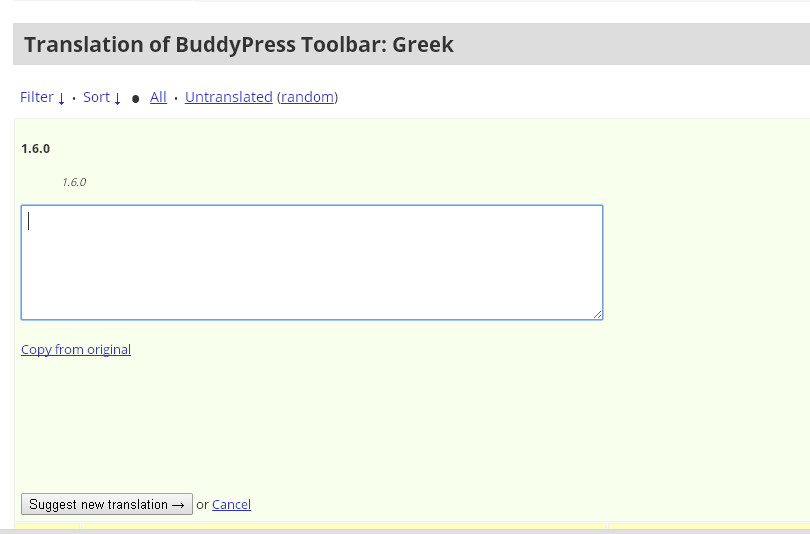 Translation of BuddyPress Toolbar: Greek
Filter ↓ • Sort ↓ ● All • Untranslated (random)
1.6.0
1.6.0
Copy from original
Suggest new translation → or Cancel